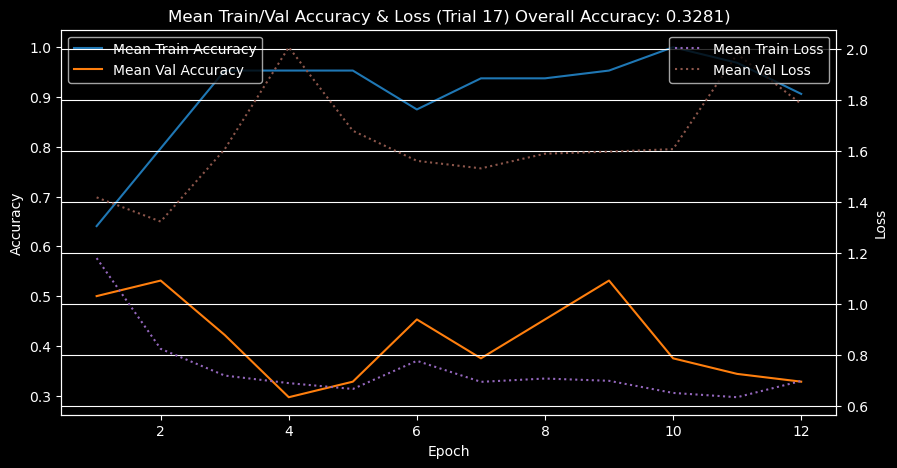 Mean Train/Val Accuracy & Loss (Trial 17) Overall Accuracy: 0.3281)
Mean Train Accuracy
Mean Val Accuracy
Mean Train Loss
Mean Val Loss
1.0
0.9
0.8
0.7
0.6
0.5
0.4
0.3
Accuracy
2.0
1.8
1.6
1.4
1.2
1.0
0.8
0.6
Loss
2 4 6 8 10 12
Epoch